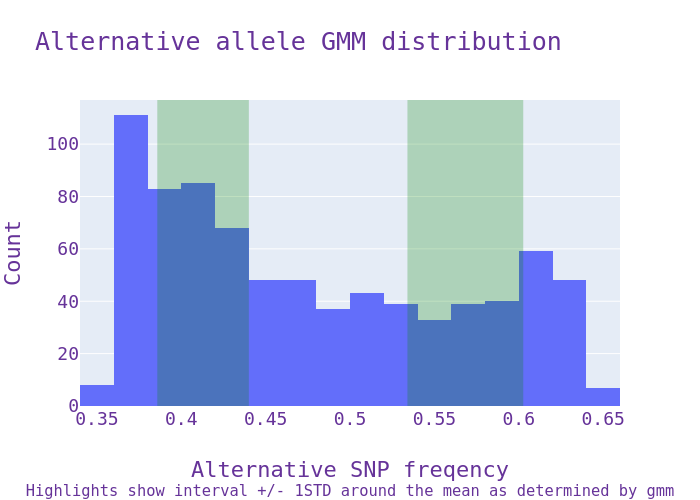 Alternative allele GMM distribution
100
80
60
40
20
0
Count
0.35 0.4 0.45 0.5 0.55 0.6 0.65
Alternative SNP freqency
Highlights show interval +/- 1STD around the mean as determined by gmm